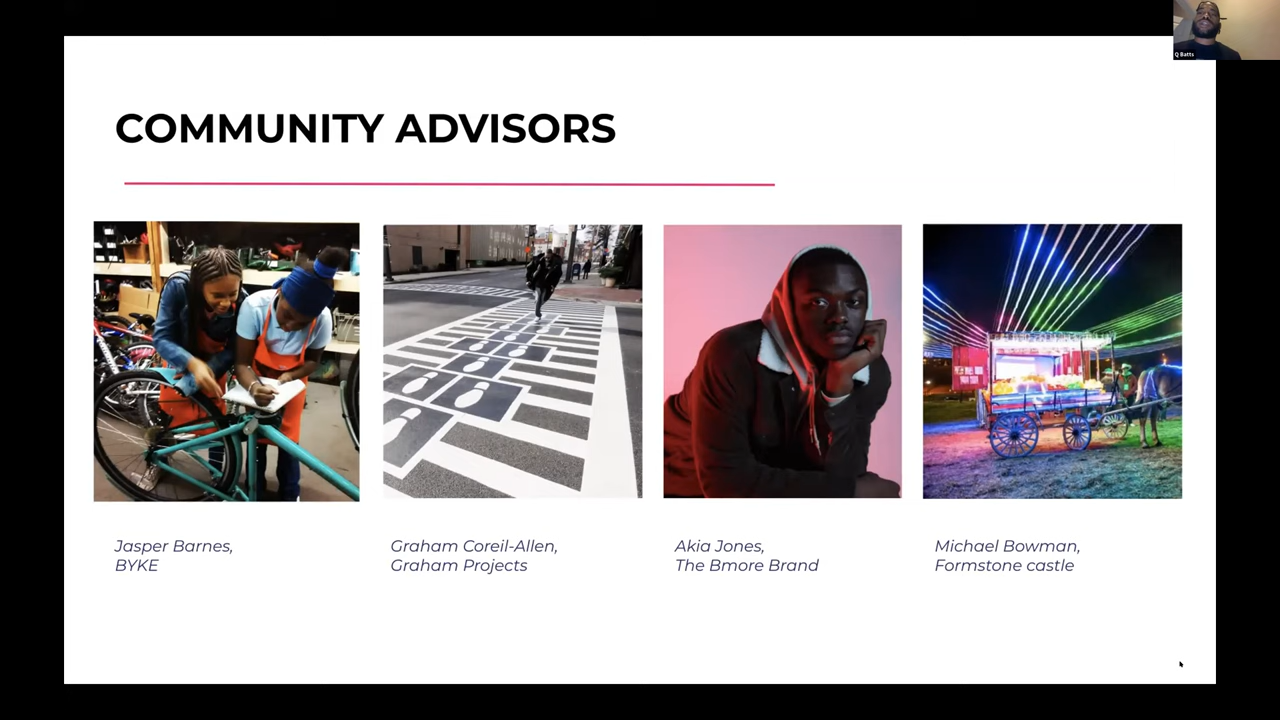 Q Batts
COMMUNITY ADVISORS
Jasper Barnes,
BYKE
Graham Coreil-Allen,
Graham Projects
Akia Jones,
The Bmore Brand
Michael Bowman,
Formstone castle